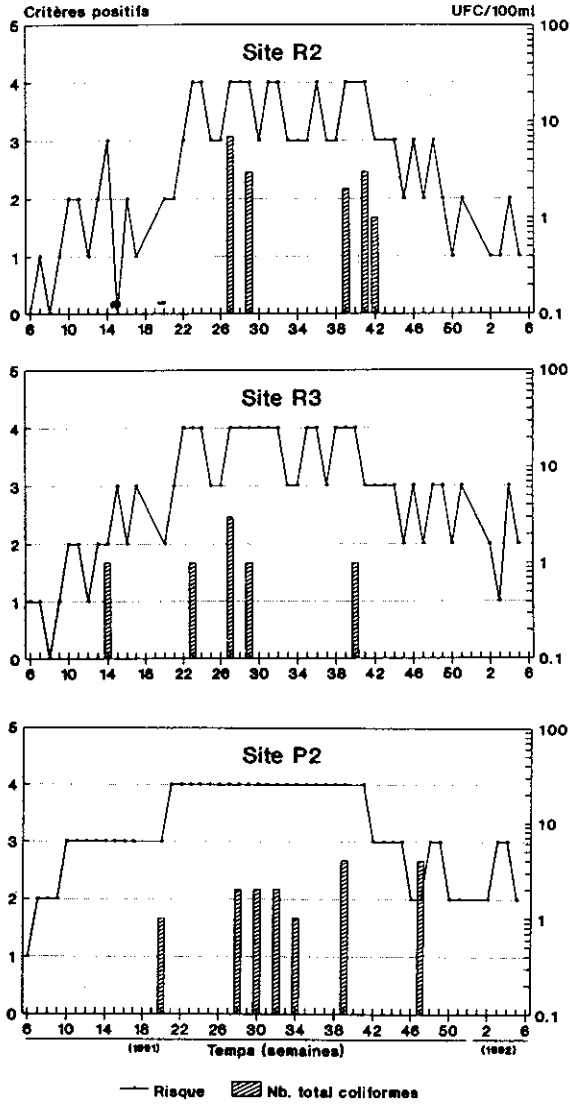 Critères positifs UFC/100ml
Site R2
5 4 3 2 1 0
100 10 1 0.1
6 10 14 18 22 26 30 34 38 42 46 50 2 6
Site R3
5 4 3 2 1 0
100 10 1 0.1
6 10 14 18 22 26 30 34 38 42 46 50 2 6
Site P2
5 4 3 2 1 0
100 10 1 0.1
6 10 14 18 22 26 30 34 38 42 46 50 2 6
(1991) Temps (semaines) (1992)
Risque Nb. total coliformes